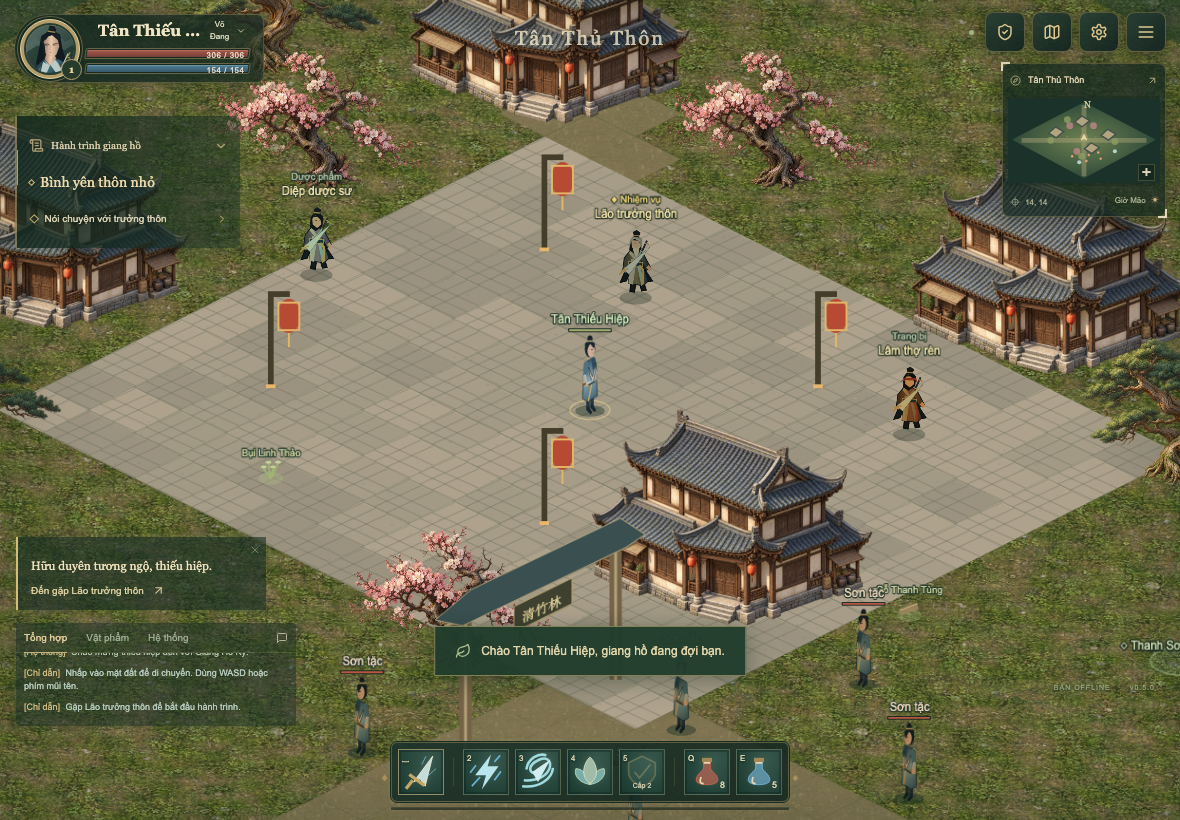 Tân Thiếu ...
Võ
Đang
306 / 306
154 / 154
1
Tân Thủ Thôn
Tân Thủ Thôn
N
14, 14
Giờ Mão
Hành trình giang hồ
Bình yên thôn nhỏ
Nói chuyện với trưởng thôn
Dược phẩm
Diệp dược sư
Nhiệm vụ
Lão trưởng thôn
Tân Thiếu Hiệp
Trang bị
Lâm thợ rèn
Bụi Linh Thảo
清竹林
Hữu duyên tương ngộ, thiếu hiệp.
Đến gặp Lão trưởng thôn
Tổng hợp
Vật phẩm
Hệ thống
[Chỉ dẫn] Nhấp vào mặt đất để di chuyển. Dùng WASD hoặc
phím mũi tên.
[Chỉ dẫn] Gặp Lão trưởng thôn để bắt đầu hành trình.
Chào Tân Thiếu Hiệp, giang hồ đang đợi bạn.
Sơn tặc
Thanh Tùng
Sơn tặc
Thanh So
Sơn tặc
BẢN OFFLINE
v0.5.0
2
3
4
5
Cấp 2
Q
8
E
5